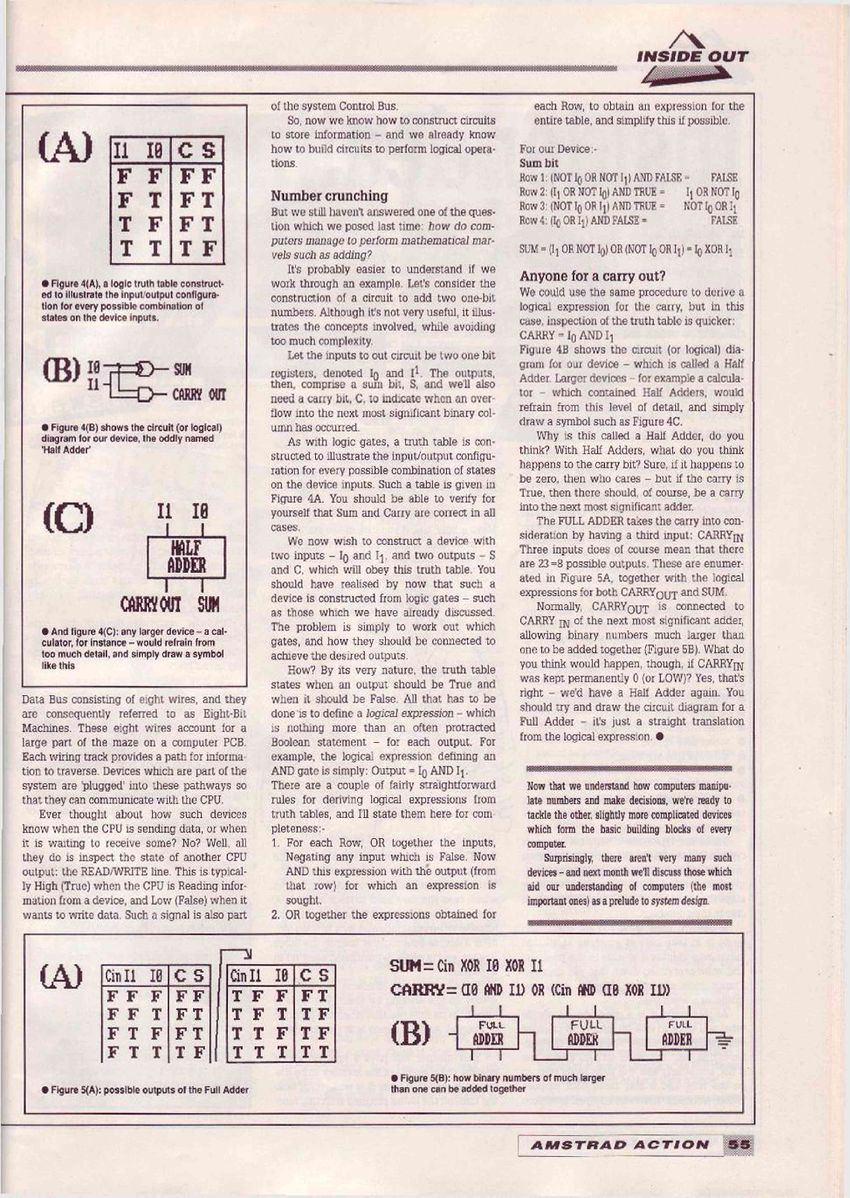 INSIDE OUT
(A)
I1 I0 C S
F F F F
F T F T
T F F T
T T T F
● Figure 4(A), a logic truth table construct-
ed to illustrate the input/output configura-
tion for every possible combination of
states on the device inputs.
(B) I0 SUM
I1 CARRY OUT
● Figure 4(B) shows the circuit (or logical)
diagram for our device, the oddly named
'Half Adder'
(C) I1 I0
HALF
ADDER
CARRY OUT SUM
● And figure 4(C): any larger device – a cal-
culator, for instance – would refrain from
too much detail, and simply draw a symbol
like this
Data Bus consisting of eight wires, and they
are consequently referred to as Eight-Bit
Machines. These eight wires account for a
large part of the maze on a computer PCB.
Each wiring track provides a path for informa-
tion to traverse. Devices which are part of the
system are 'plugged' into these pathways so
that they can communicate with the CPU.
Ever thought about how such devices
know when the CPU is sending data, or when
it is waiting to receive some? No? Well, all
they do is inspect the state of another CPU
output: the READ/WRITE line. This is typical-
ly High (True) when the CPU is Reading infor-
mation from a device, and Low (False) when it
wants to write data. Such a signal is also part
of the system Control Bus.
So, now we know how to construct circuits
to store information – and we already know
how to build circuits to perform logical opera-
tions.
Number crunching
But we still haven't answered one of the ques-
tion which we posed last time: how do com-
puters manage to perform mathematical mar-
vels such as adding?
It's probably easier to understand if we
work through an example. Let's consider the
construction of a circuit to add two one-bit
numbers. Although it's not very useful, it illus-
trates the concepts involved, while avoiding
too much complexity.
Let the inputs to out circuit be two one bit
registers, denoted I0 and I1. The outputs,
then, comprise a sum bit, S, and we'll also
need a carry bit, C, to indicate when an over-
flow into the next most significant binary col-
umn has occurred.
As with logic gates, a truth table is con-
structed to illustrate the input/output configu-
ration for every possible combination of states
on the device inputs. Such a table is given in
Figure 4A. You should be able to verify for
yourself that Sum and Carry are correct in all
cases.
We now wish to construct a device with
two inputs – I0 and I1, and two outputs – S
and C, which will obey this truth table. You
should have realised by now that such a
device is constructed from logic gates – such
as those which we have already discussed.
The problem is simply to work out which
gates, and how they should be connected to
achieve the desired outputs.
How? By its very nature, the truth table
states when an output should be True and
when it should be False. All that has to be
done is to define a logical expression – which
is nothing more than an often protracted
Boolean statement – for each output. For
example, the logical expression defining an
AND gate is simply: Output = I0 AND I1.
There are a couple of fairly straightforward
rules for deriving logical expressions from
truth tables, and I'll state them here for com-
pleteness:-
1. For each Row, OR together the inputs,
Negating any input which is False. Now
AND this expression with the output (from
that row) for which an expression is
sought.
2. OR together the expressions obtained for
each Row, to obtain an expression for the
entire table, and simplify this if possible.
For our Device:-
Sum bit
Row 1: (NOT I0 OR NOT I1) AND FALSE = FALSE
Row 2: (I1 OR NOT I0) AND TRUE = I1 OR NOT I0
Row 3: (NOT I0 OR I1) AND TRUE = NOT I0 OR I1
Row 4: (I0 OR I1) AND FALSE = FALSE
SUM = (I1 OR NOT I0) OR (NOT I0 OR I1) = I0 XOR I1
Anyone for a carry out?
We could use the same procedure to derive a
logical expression for the carry, but in this
case, inspection of the truth table is quicker:
CARRY = I0 AND I1
Figure 4B shows the circuit (or logical) dia-
gram for our device – which is called a Half
Adder. Larger devices – for example a calcula-
tor – which contained Half Adders, would
refrain from this level of detail, and simply
draw a symbol such as Figure 4C.
Why is this called a Half Adder, do you
think? With Half Adders, what do you think
happens to the carry bit? Sure, if it happens to
be zero, then who cares – but if the carry is
True, then there should, of course, be a carry
into the next most significant adder.
The FULL ADDER takes the carry into con-
sideration by having a third input: CARRYIN
Three inputs does of course mean that there
are 23 =8 possible outputs. These are enumer-
ated in Figure 5A, together with the logical
expressions for both CARRYOUT and SUM.
Normally, CARRYOUT is connected to
CARRY IN of the next most significant adder,
allowing binary numbers much larger than
one to be added together (Figure 5B). What do
you think would happen, though, if CARRYIN
was kept permanently 0 (or LOW)? Yes, that's
right – we'd have a Half Adder again. You
should try and draw the circuit diagram for a
Full Adder – it's just a straight translation
from the logical expression. ●
Now that we understand how computers manipu-
late numbers and make decisions, we're ready to
tackle the other, slightly more complicated devices
which form the basic building blocks of every
computer.
Surprisingly, there aren't very many such
devices – and next month we'll discuss those which
aid our understanding of computers (the most
important ones) as a prelude to system design.
(A)
Cin I1 I0 C S Cin I1 I0 C S
F F F F F T F F F T
F F T F T T F T T F
F T F F T T T F T F
F T T T F T T T T T
● Figure 5(A): possible outputs of the Full Adder
SUM = Cin XOR I0 XOR I1
CARRY = (I0 AND I1) OR (Cin AND (I0 XOR I1))
(B) FULL ADDER FULL ADDER FULL ADDER
● Figure 5(B): how binary numbers of much larger
than one can be added together
AMSTRAD ACTION 55